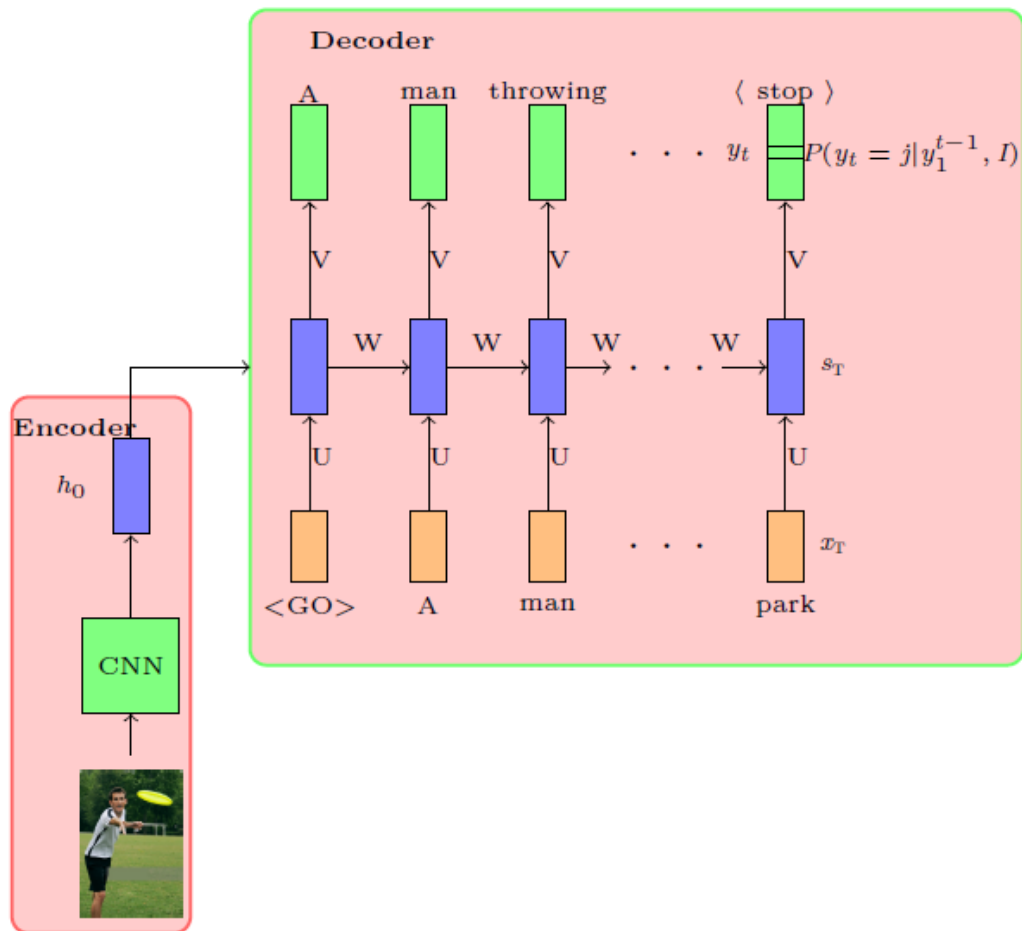 Decoder
A man throwing ⟨ stop ⟩
· · · y_t P(y_t = j|y_1^{t−1}, I)
V V V V
W W W W
· · · s_T
Encoder
U U U U
h_0
· · · x_T
<GO> A man park
CNN